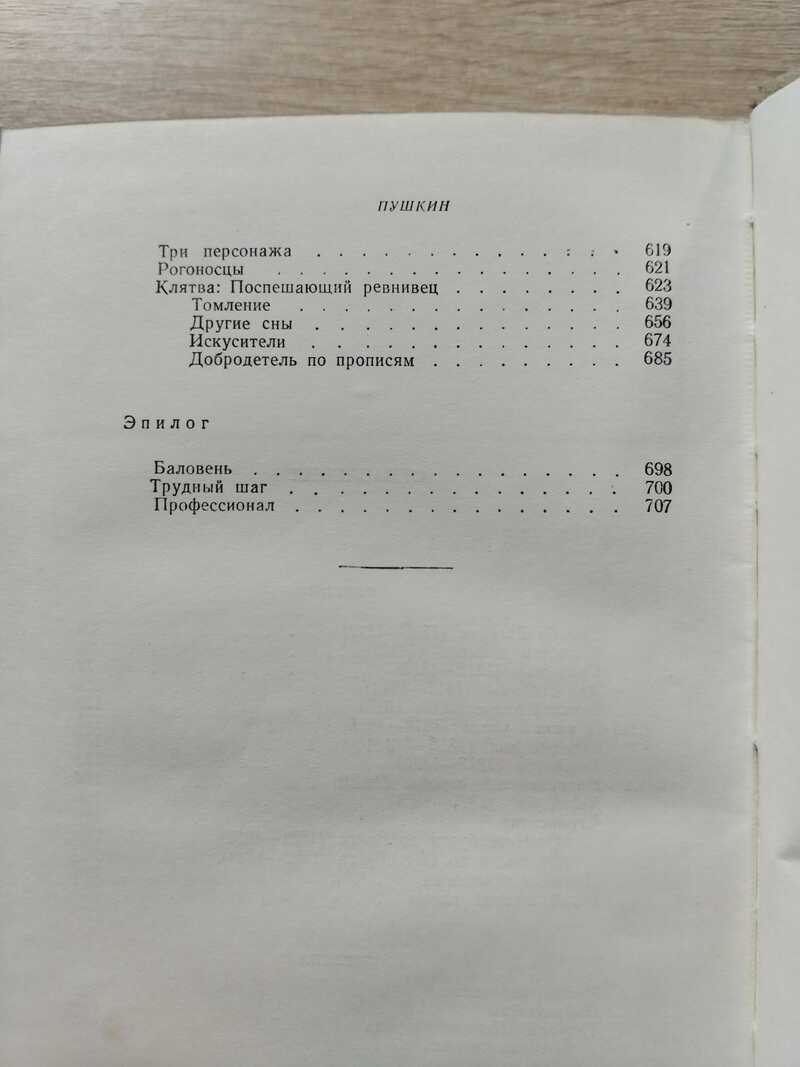 ПУШКИН
Три персонажа . . . . . . . . . . . . . . 619
Рогоносцы . . . . . . . . . . . . . . . . 621
Клятва: Поспешающий ревнивец . . . . . . . . 623
Томление . . . . . . . . . . . . . . . 639
Другие сны . . . . . . . . . . . . . . 656
Искусители . . . . . . . . . . . . . . 674
Добродетель по прописям . . . . . . . . . 685
Эпилог
Баловень . . . . . . . . . . . . . . . . . 698
Трудный шаг . . . . . . . . . . . . . . . 700
Профессионал . . . . . . . . . . . . . . . 707